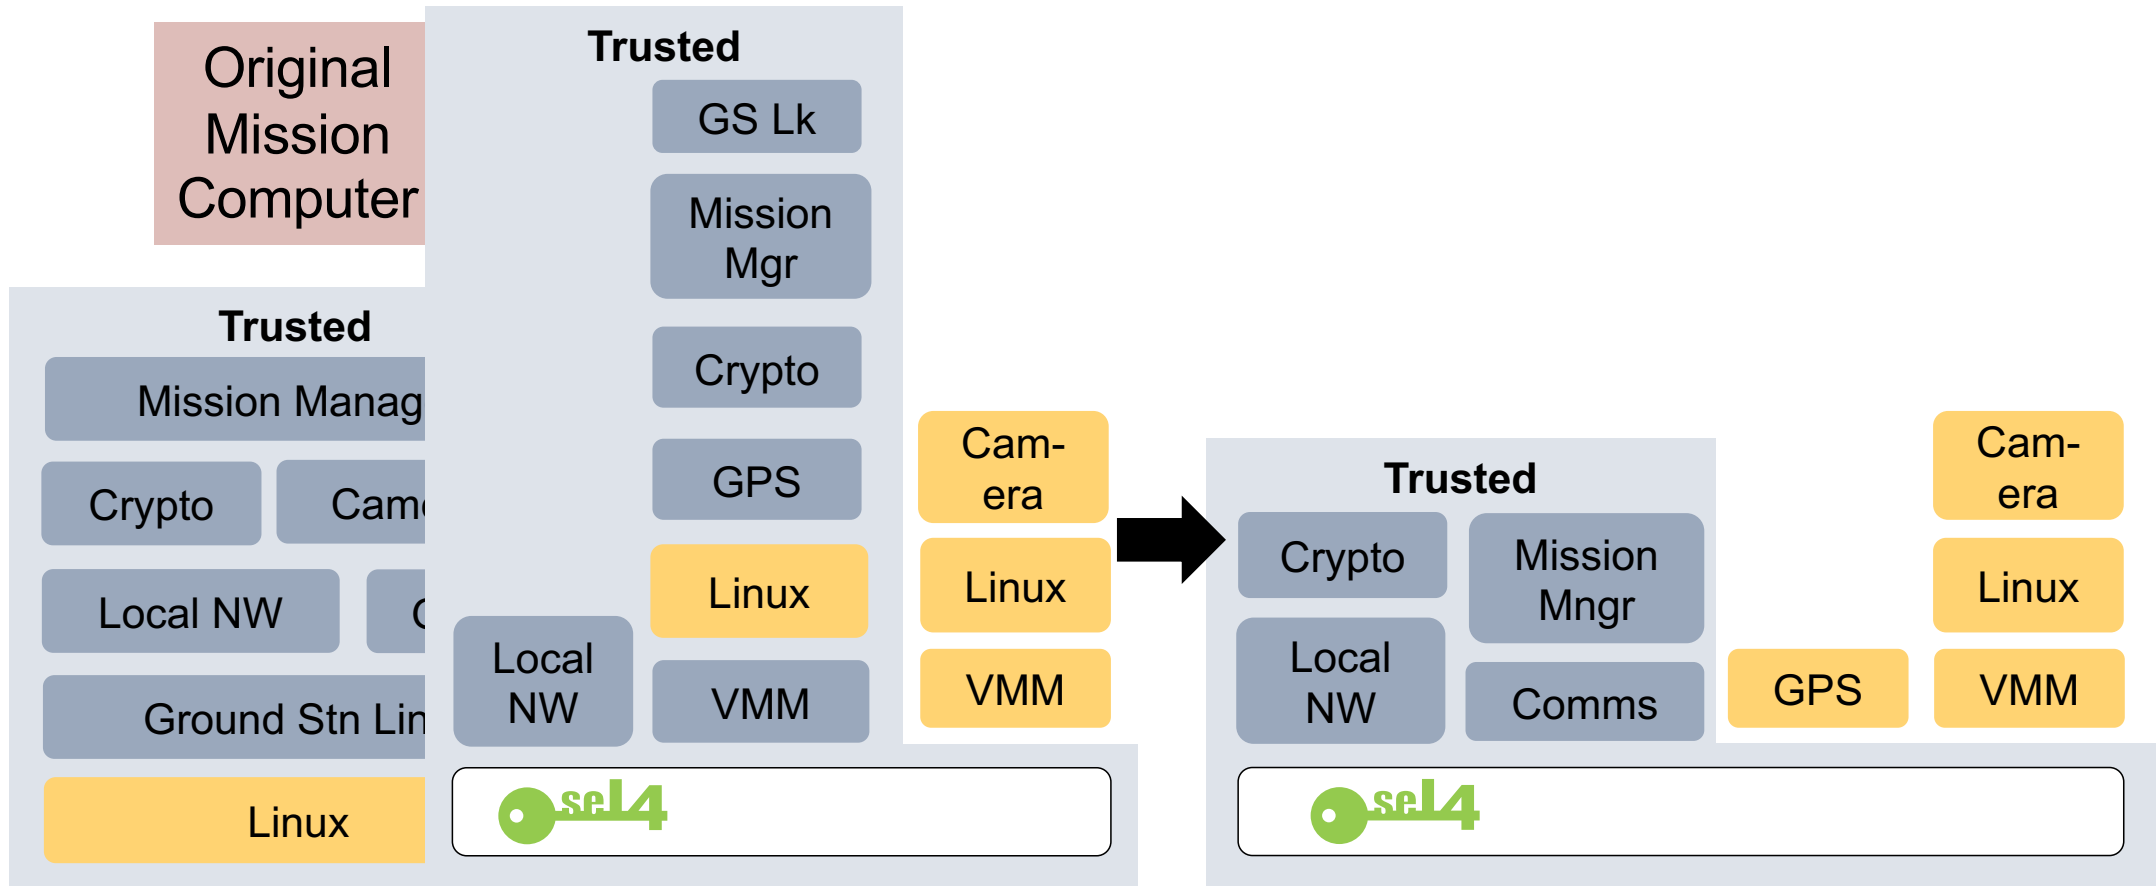 Original
Mission
Computer
Trusted
Mission Manag
Crypto
Cam
Local NW
Ground Stn Lin
Linux
Trusted
GS Lk
Mission
Mgr
Crypto
GPS
Linux
Local
NW
VMM
Cam-
era
Linux
VMM
seL4
Trusted
Crypto
Mission
Mngr
Local
NW
Comms
GPS
Cam-
era
Linux
VMM
seL4